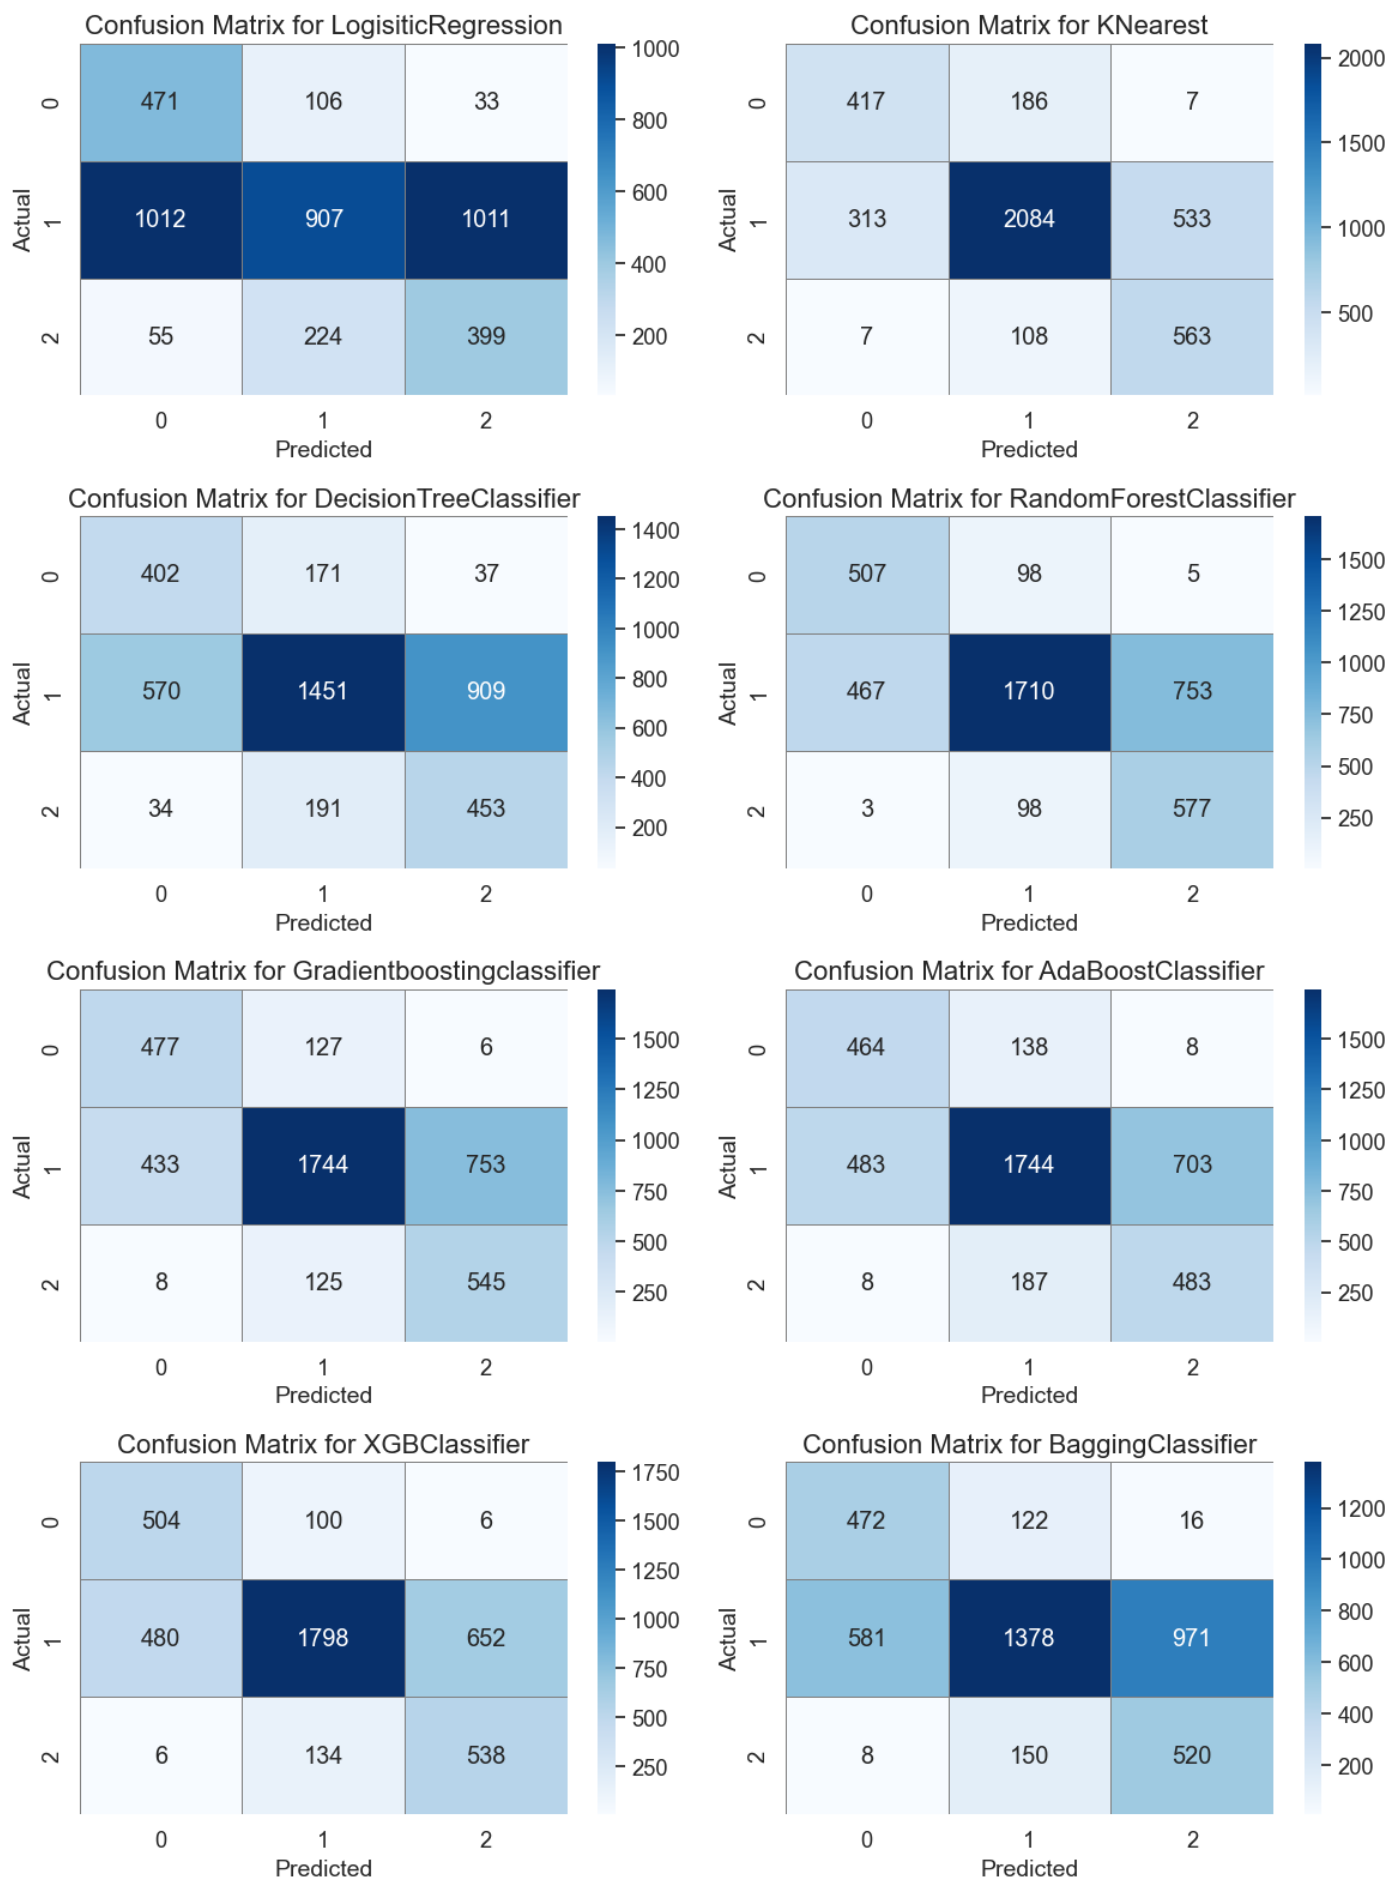 Confusion Matrix for LogisiticRegression
0 471 106 33
Actual 1 1012 907 1011
2 55 224 399
0 1 2
Predicted
1000
800
600
400
200
Confusion Matrix for KNearest
0 417 186 7
Actual 1 313 2084 533
2 7 108 563
0 1 2
Predicted
2000
1500
1000
500
Confusion Matrix for DecisionTreeClassifier
0 402 171 37
Actual 1 570 1451 909
2 34 191 453
0 1 2
Predicted
1400
1200
1000
800
600
400
200
Confusion Matrix for RandomForestClassifier
0 507 98 5
Actual 1 467 1710 753
2 3 98 577
0 1 2
Predicted
1500
1250
1000
750
500
250
Confusion Matrix for Gradientboostingclassifier
0 477 127 6
Actual 1 433 1744 753
2 8 125 545
0 1 2
Predicted
1500
1250
1000
750
500
250
Confusion Matrix for AdaBoostClassifier
0 464 138 8
Actual 1 483 1744 703
2 8 187 483
0 1 2
Predicted
1500
1250
1000
750
500
250
Confusion Matrix for XGBClassifier
0 504 100 6
Actual 1 480 1798 652
2 6 134 538
0 1 2
Predicted
1750
1500
1250
1000
750
500
250
Confusion Matrix for BaggingClassifier
0 472 122 16
Actual 1 581 1378 971
2 8 150 520
0 1 2
Predicted
1200
1000
800
600
400
200